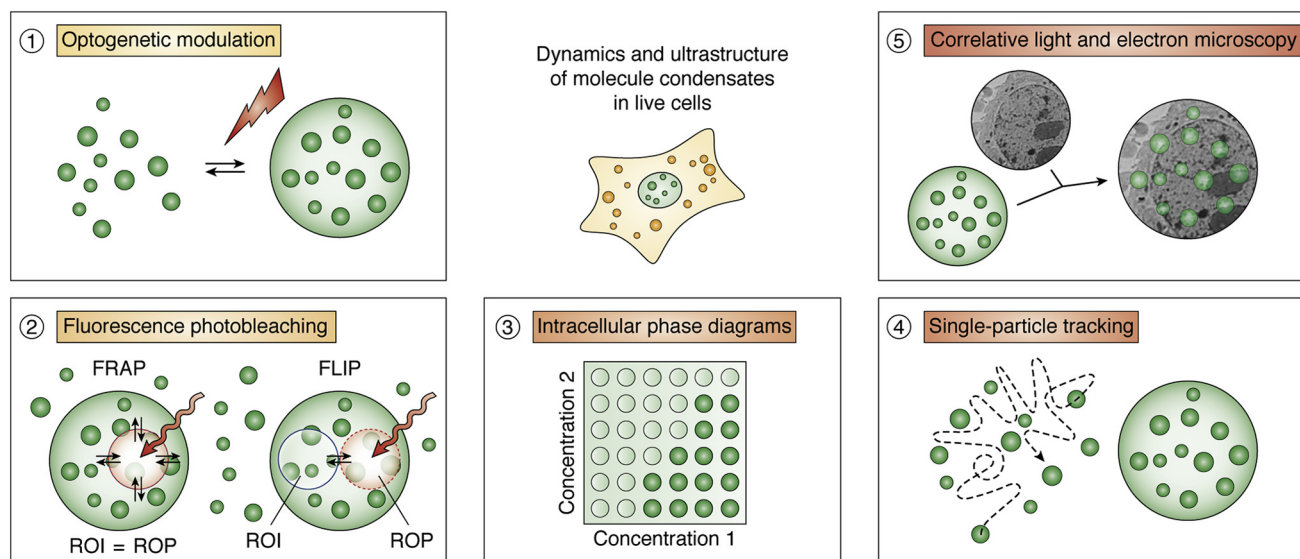 ① Optogenetic modulation
Dynamics and ultrastructure
of molecule condensates
in live cells
⑤ Correlative light and electron microscopy
② Fluorescence photobleaching
FRAP
FLIP
ROI = ROP
ROI
ROP
③ Intracellular phase diagrams
Concentration 2
Concentration 1
④ Single-particle tracking